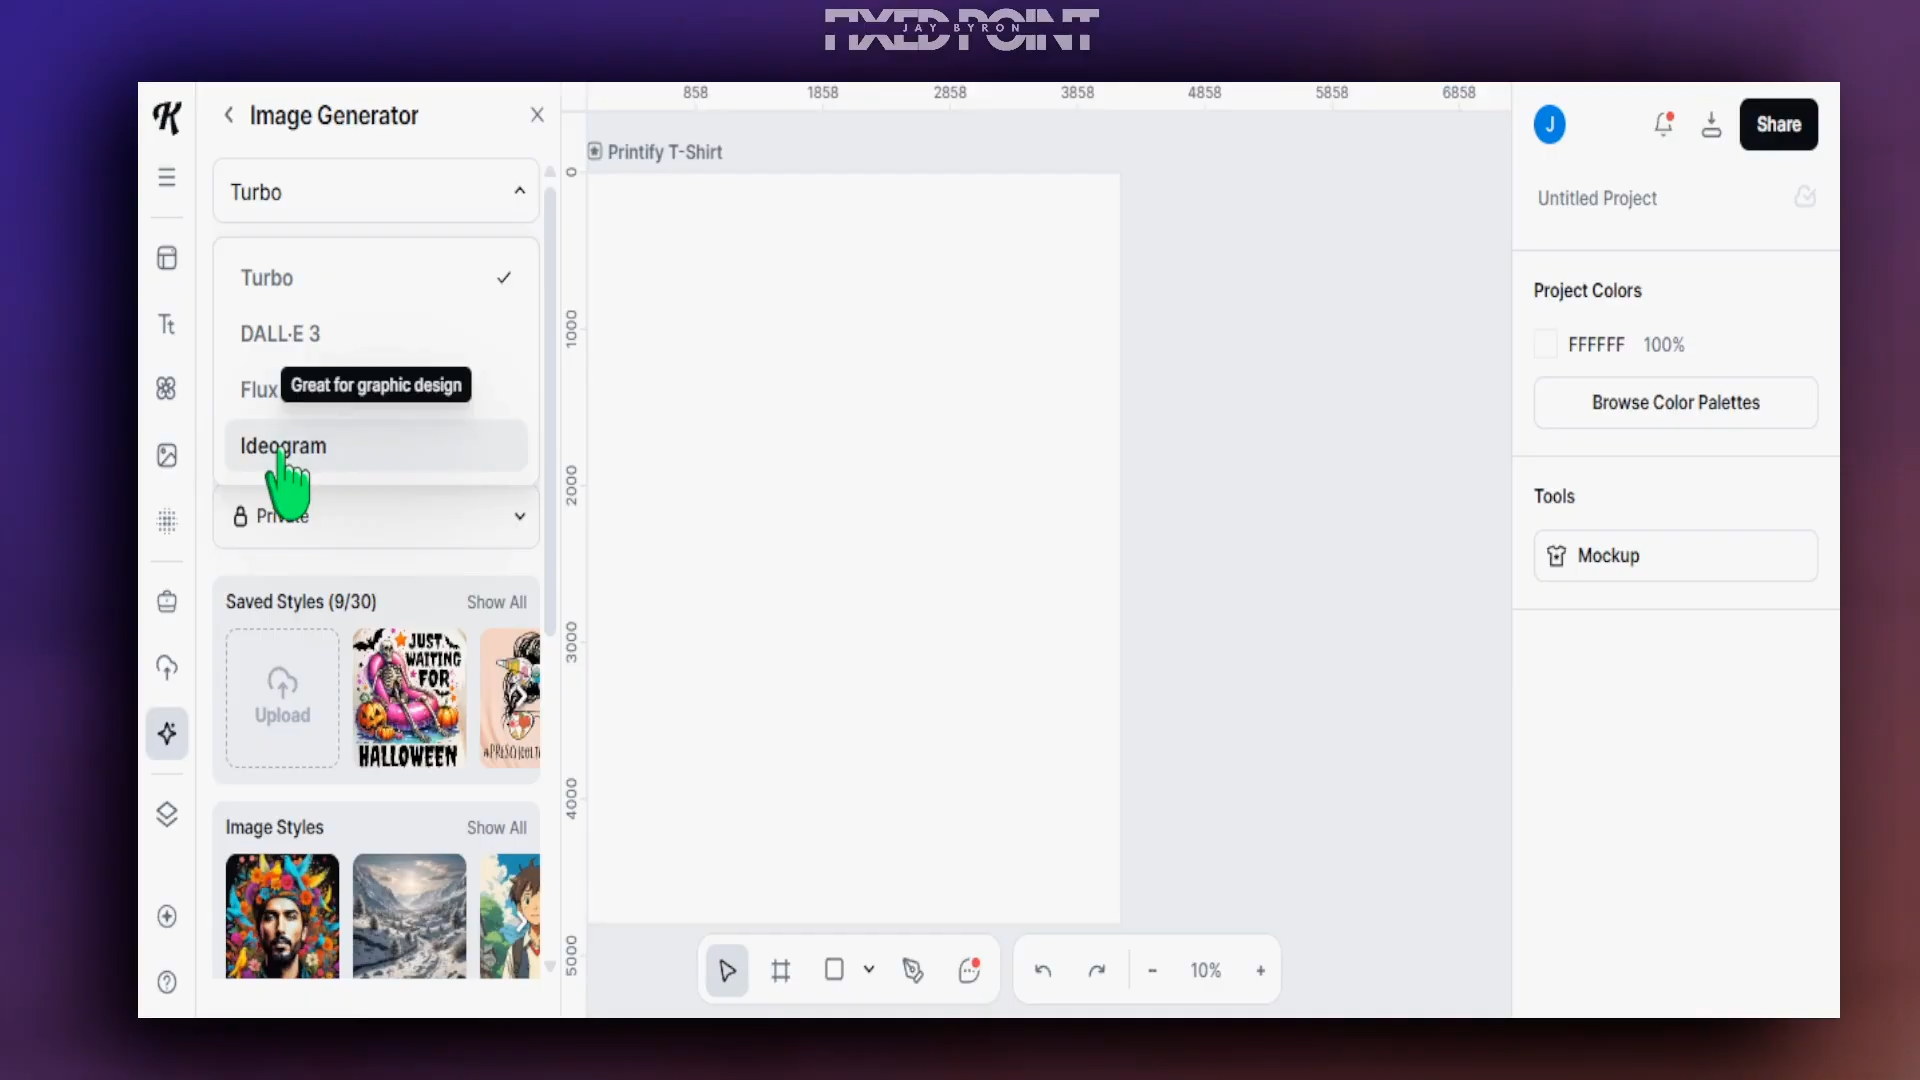 FIXED POINT
JAY BYRON
K
Image Generator
Turbo
Turbo
DALL·E 3
Flux
Great for graphic design
Ideogram
Private
Saved Styles (9/30)
Show All
Upload
JUST
WAITING
FOR
HALLOWEEN
Image Styles
Show All
858
1858
2858
3858
4858
5858
6858
Printify T-Shirt
0
1000
2000
3000
4000
5000
Tt
- 10% +
J
Share
Untitled Project
Project Colors
FFFFFF 100%
Browse Color Palettes
Tools
Mockup